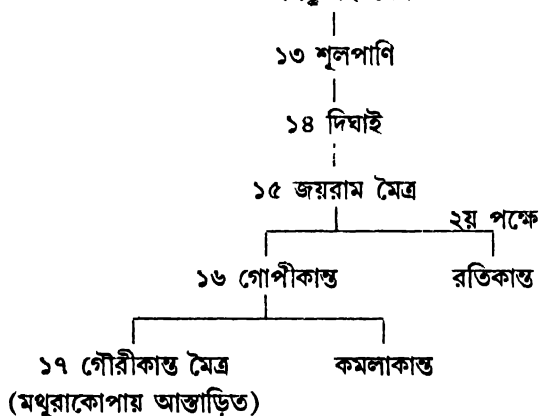 ১৩ শূলপাণি
১৪ দিঘাই
১৫ জয়রাম মৈত্র
২য় পক্ষে
১৬ গোপীকান্ত রতিকান্ত
১৭ গৌরীকান্ত মৈত্র কমলাকান্ত
(মথুরাকোপায় আস্তাড়িত)